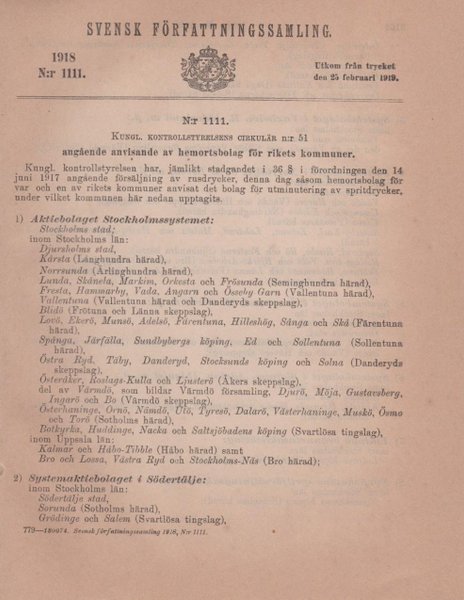 SVENSK FÖRFATTNINGSSAMLING.
1918
N:r 1111.
Utkom från trycket
den 25 februari 1919.
N:r 1111.
KUNGL. KONTROLLSTYRELSENS CIRKULÄR n:r 51
angående anvisande av hemortsbolag för rikets kommuner.
Kungl. kontrollstyrelsen har, jämlikt stadgandet i 36 § i förordningen den 14
juni 1917 angående försäljning av rusdrycker, denna dag såsom hemortsbolag för
var och en av rikets kommuner anvisat det bolag för utminutering av spritdrycker,
under vilket kommunen här nedan upptagits.
1) Aktiebolaget Stockholmssystemet:
Stockholms stad;
inom Stockholms län:
Djursholms stad,
Kårsta (Långhundra härad),
Norrsunda (Ärlinghundra härad),
Lunda, Skånela, Markim, Orkesta och Frösunda (Seminghundra härad),
Fresta, Hammarby, Vada, Angarn och Össeby Garn (Vallentuna härad),
Vallentuna (Vallentuna härad och Danderyds skeppslag),
Blidö (Frötuna och Länna skeppslag),
Lovö, Ekerö, Munsö, Adelsö, Färentuna, Hilleshög, Sånga och Skå (Färentuna
härad),
Spånga, Järfälla, Sundbybergs köping, Ed och Sollentuna (Sollentuna
härad),
Östra Ryd, Täby, Danderyd, Stocksunds köping och Solna (Danderyds
skeppslag),
Österåker, Roslags-Kulla och Ljusterö (Åkers skeppslag),
del av Värmdö, som bildar Värmdö församling, Djurö, Möja, Gustavsberg,
Ingarö och Bo (Värmdö skeppslag),
Österhaninge, Ornö, Nämdö, Utö, Tyresö, Dalarö, Västerhaninge, Muskö, Ösmo
och Torö (Sotholms härad),
Botkyrka, Huddinge, Nacka och Saltsjöbadens köping (Svartlösa tingslag),
inom Uppsala län:
Kalmar och Håbo-Tibble (Håbo härad) samt
Bro och Lossa, Västra Ryd och Stockholms-Näs (Bro härad);
2) Systemaktiebolaget i Södertälje:
inom Stockholms län:
Södertälje stad,
Sorunda (Sotholms härad),
Grödinge och Salem (Svartlösa tingslag),
779—180074. Svensk författningssamling 1918, N:r 1111.